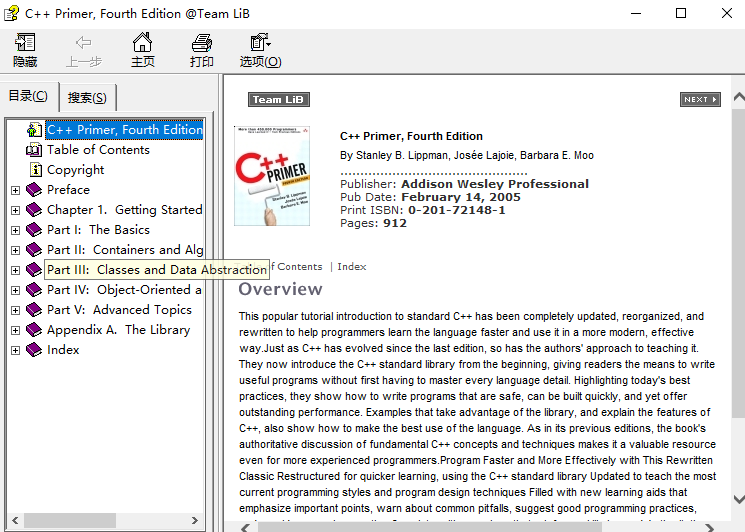 C++ Primer, Fourth Edition @Team LiB
隐藏 上一步 主页 打印 选项(O)
目录(C) 搜索(S)
C++ Primer, Fourth Edition
Table of Contents
Copyright
Preface
Chapter 1. Getting Started
Part I: The Basics
Part II: Containers and Alg
Part III: Classes and Data Abstraction
Part IV: Object-Oriented a
Part V: Advanced Topics
Appendix A. The Library
Index
Team LiB
NEXT
More than 450,000 Programmers
C++
PRIMER
Stanley B. Lippman
Josée Lajoie
Barbara E. Moo
C++ Primer, Fourth Edition
By Stanley B. Lippman, Josée Lajoie, Barbara E. Moo
Publisher: Addison Wesley Professional
Pub Date: February 14, 2005
Print ISBN: 0-201-72148-1
Pages: 912
of Contents | Index
Overview
This popular tutorial introduction to standard C++ has been completely updated, reorganized, and
rewritten to help programmers learn the language faster and use it in a more modern, effective
way.Just as C++ has evolved since the last edition, so has the authors' approach to teaching it.
They now introduce the C++ standard library from the beginning, giving readers the means to write
useful programs without first having to master every language detail. Highlighting today's best
practices, they show how to write programs that are safe, can be built quickly, and yet offer
outstanding performance. Examples that take advantage of the library, and explain the features of
C++, also show how to make the best use of the language. As in its previous editions, the book's
authoritative discussion of fundamental C++ concepts and techniques makes it a valuable resource
even for more experienced programmers.Program Faster and More Effectively with This Rewritten
Classic Restructured for quicker learning, using the C++ standard library Updated to teach the most
current programming styles and program design techniques Filled with new learning aids that
emphasize important points, warn about common pitfalls, suggest good programming practices,